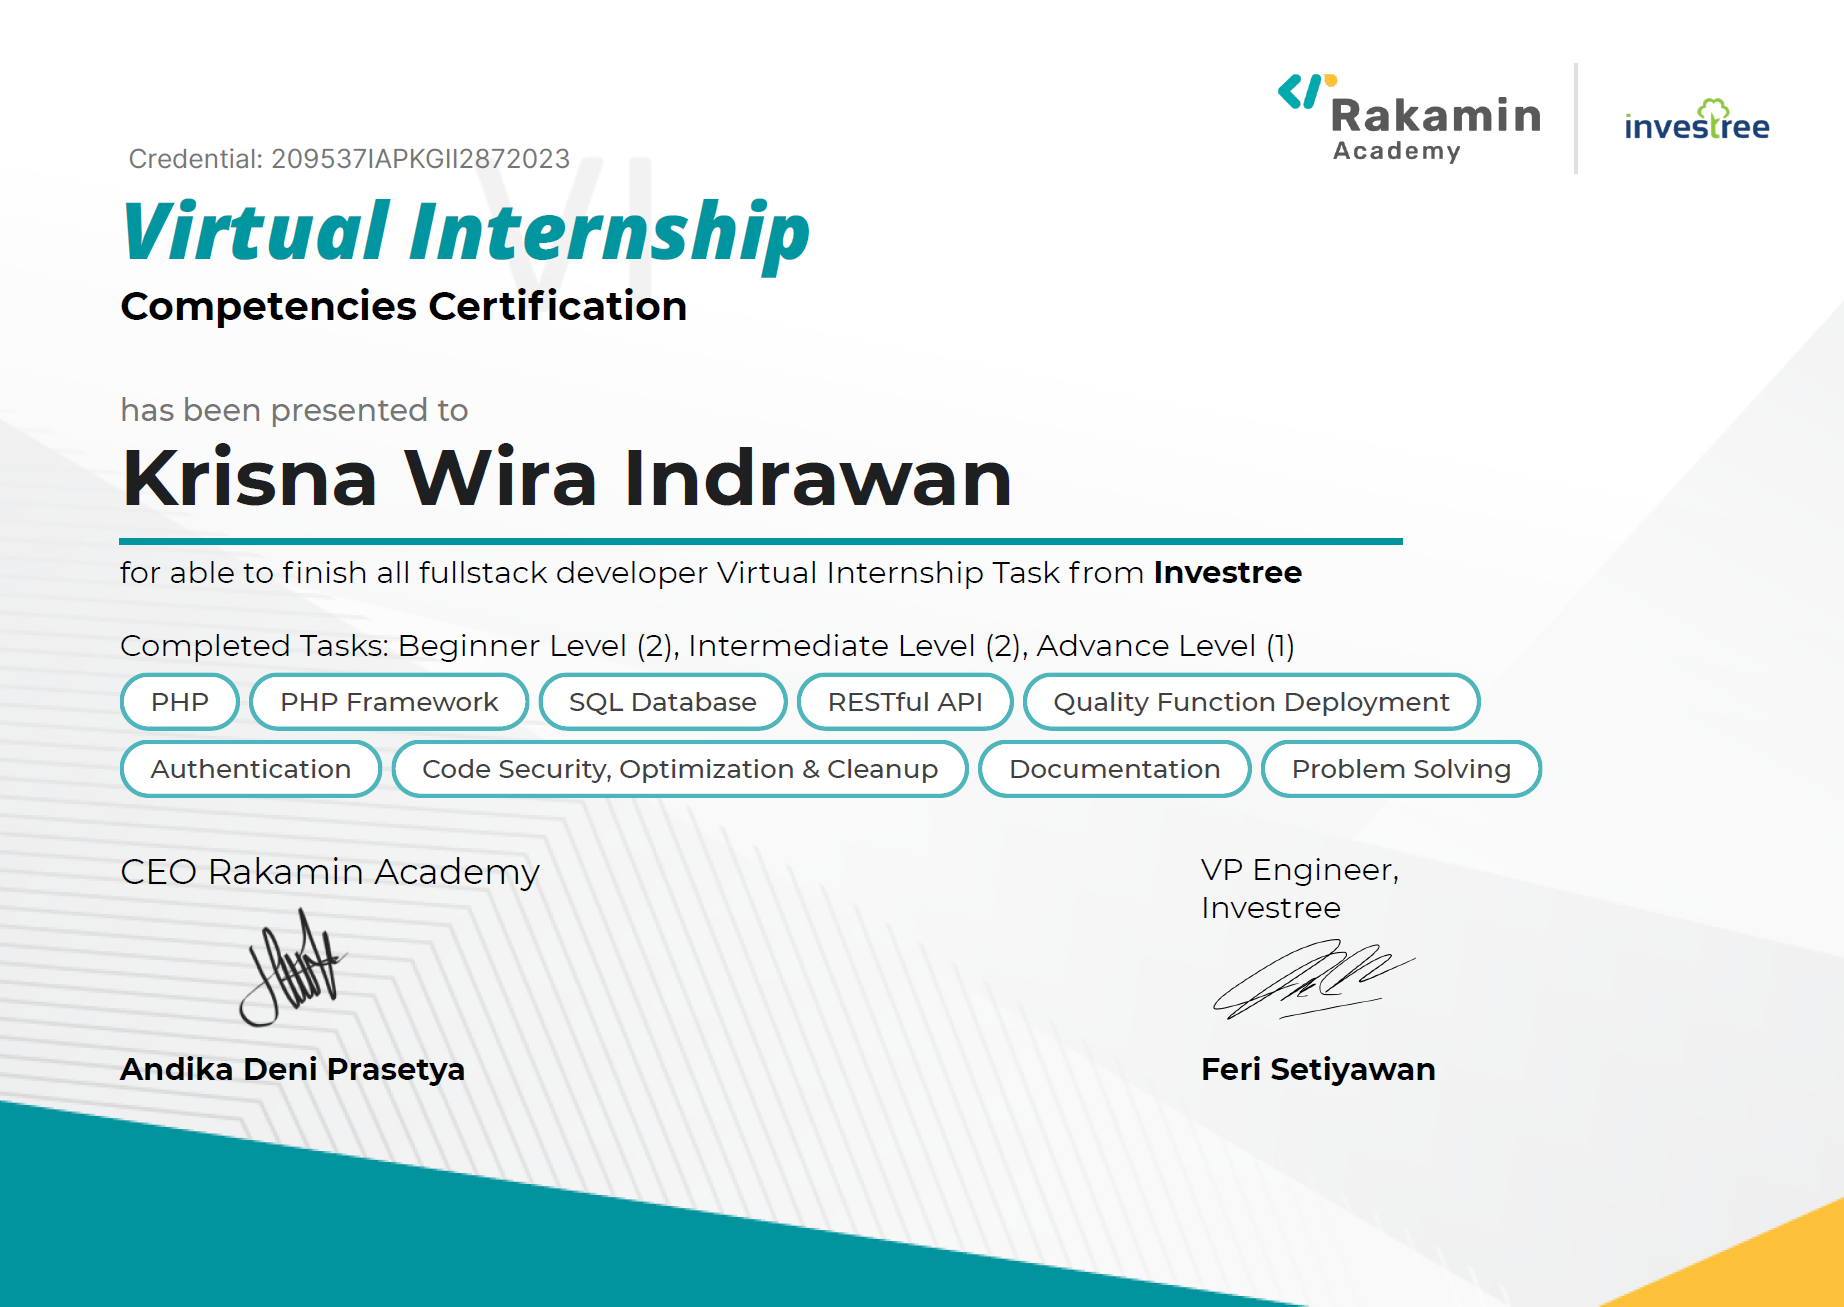 Rakamin
Academy
investree
Credential: 209537IAPKGII2872023
VI
Virtual Internship
Competencies Certification
has been presented to
Krisna Wira Indrawan
for able to finish all fullstack developer Virtual Internship Task from Investree
Completed Tasks: Beginner Level (2), Intermediate Level (2), Advance Level (1)
PHP PHP Framework SQL Database RESTful API Quality Function Deployment
Authentication Code Security, Optimization & Cleanup Documentation Problem Solving
CEO Rakamin Academy
Andika Deni Prasetya
VP Engineer,
Investree
Feri Setiyawan